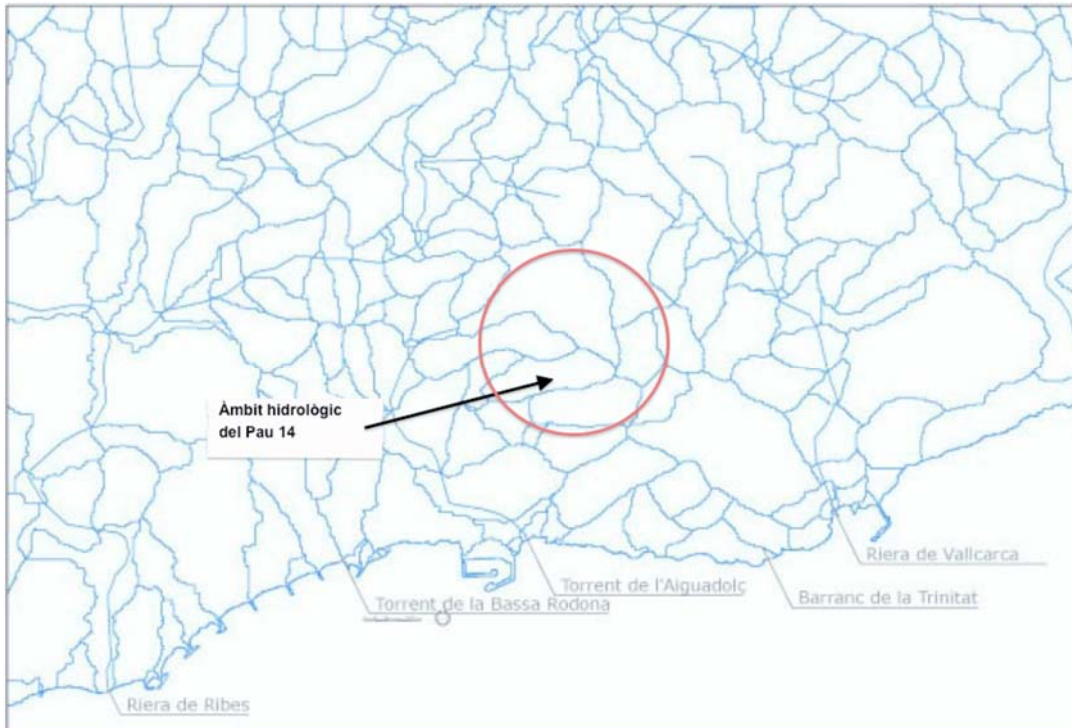 Àmbit hidrològic
del Pau 14
Riera de Vallcarca
Torrent de l'Aiguadolç
Barranc de la Trinitat
Torrent de la Bassa Rodona
Riera de Ribes